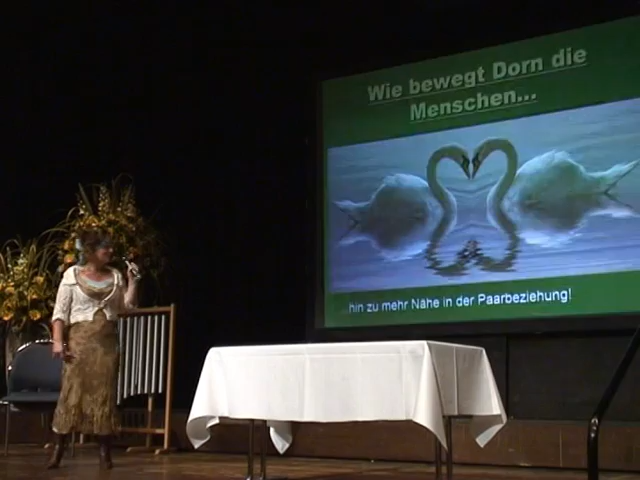 Wie bewegt Dorn die
Menschen...
hin zu mehr Nähe in der Paarbeziehung!